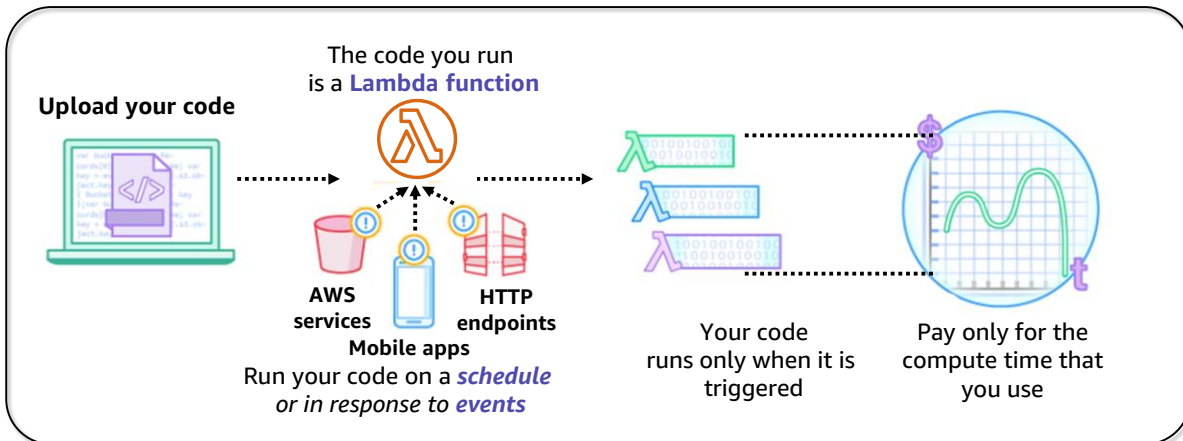 The code you run
is a Lambda function
Upload your code
</>
AWS
services
Mobile apps
HTTP
endpoints
Run your code on a schedule
or in response to events
Your code
runs only when it is
triggered
$
t
Pay only for the
compute time that
you use